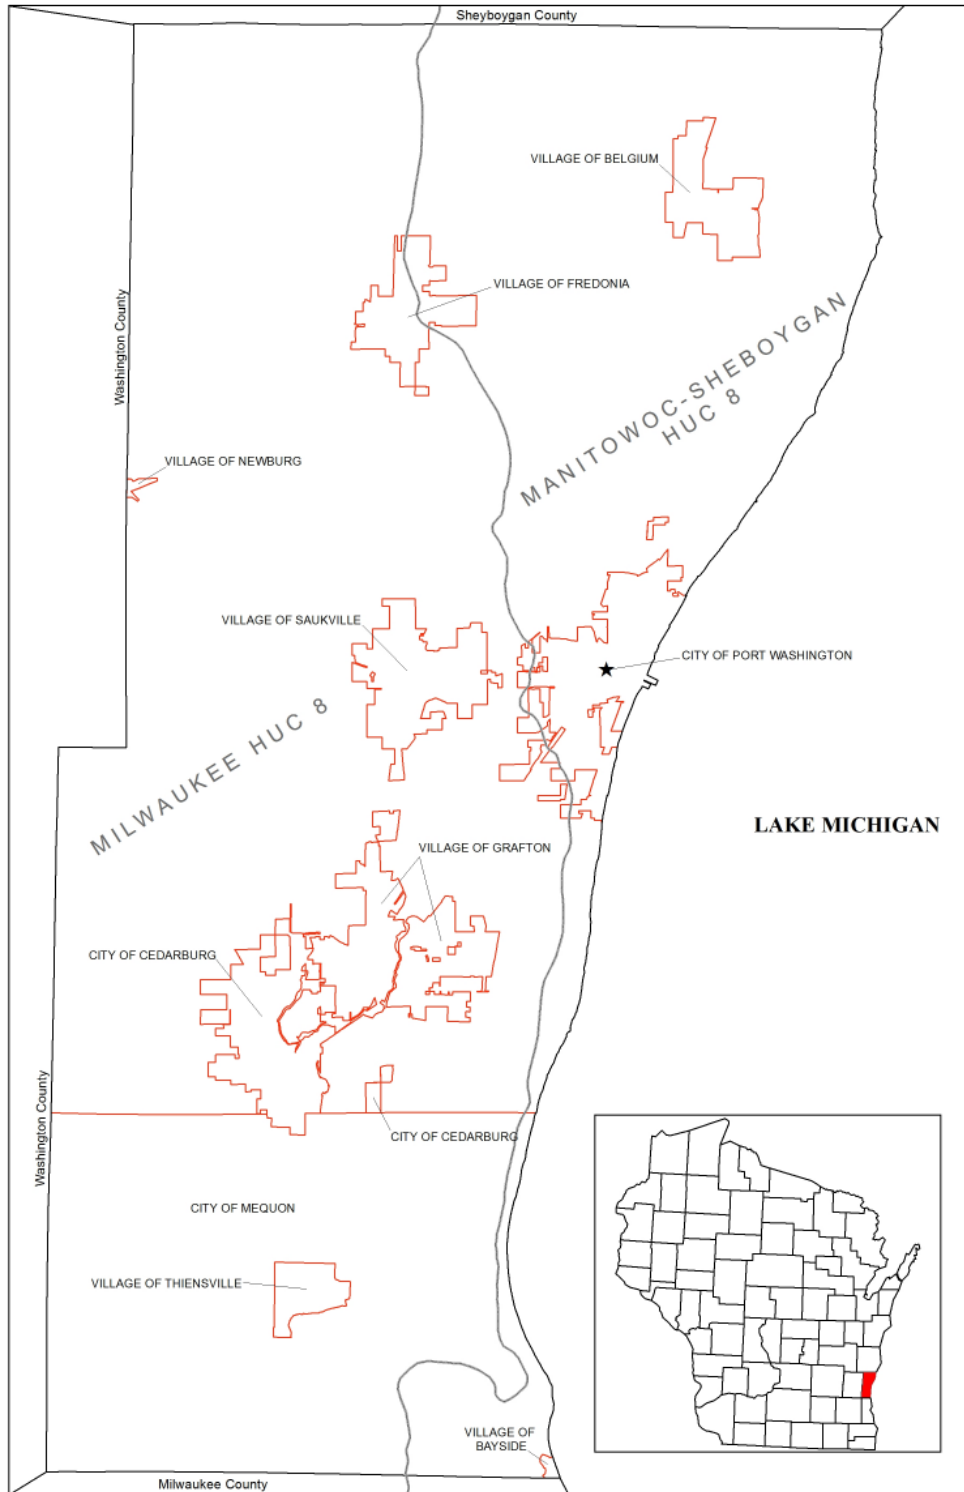 Sheyboygan County
VILLAGE OF BELGIUM
VILLAGE OF FREDONIA
Washington County
MANITOWOC-SHEBOYGAN
HUC 8
VILLAGE OF NEWBURG
VILLAGE OF SAUKVILLE
CITY OF PORT WASHINGTON
MILWAUKEE HUC 8
LAKE MICHIGAN
VILLAGE OF GRAFTON
CITY OF CEDARBURG
Washington County
CITY OF CEDARBURG
CITY OF MEQUON
VILLAGE OF THIENSVILLE
VILLAGE OF
BAYSIDE
Milwaukee County